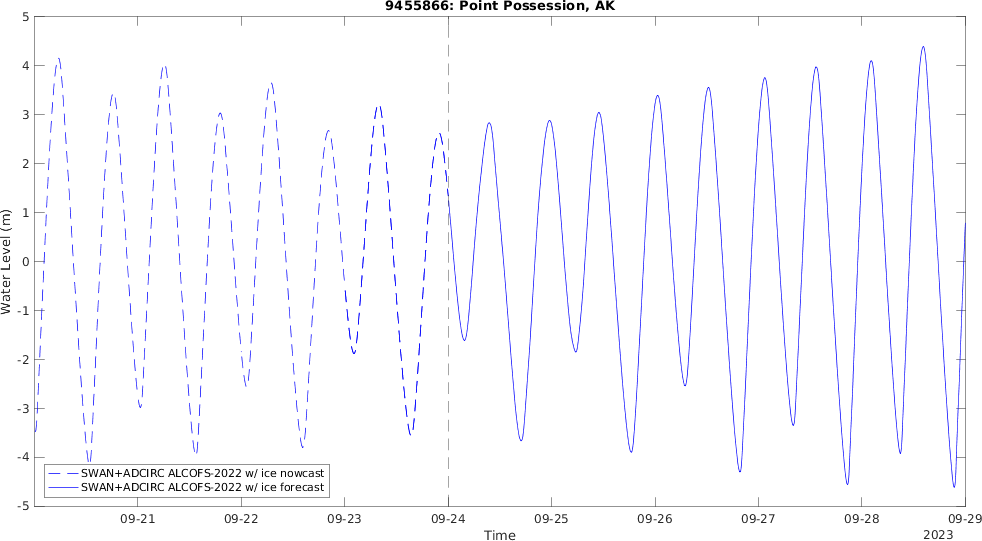 9455866: Point Possession, AK
Water Level (m)
5
4
3
2
1
0
-1
-2
-3
-4
-5
SWAN+ADCIRC ALCOFS-2022 w/ ice nowcast
SWAN+ADCIRC ALCOFS-2022 w/ ice forecast
09-21 09-22 09-23 09-24 09-25 09-26 09-27 09-28 09-29
Time
2023